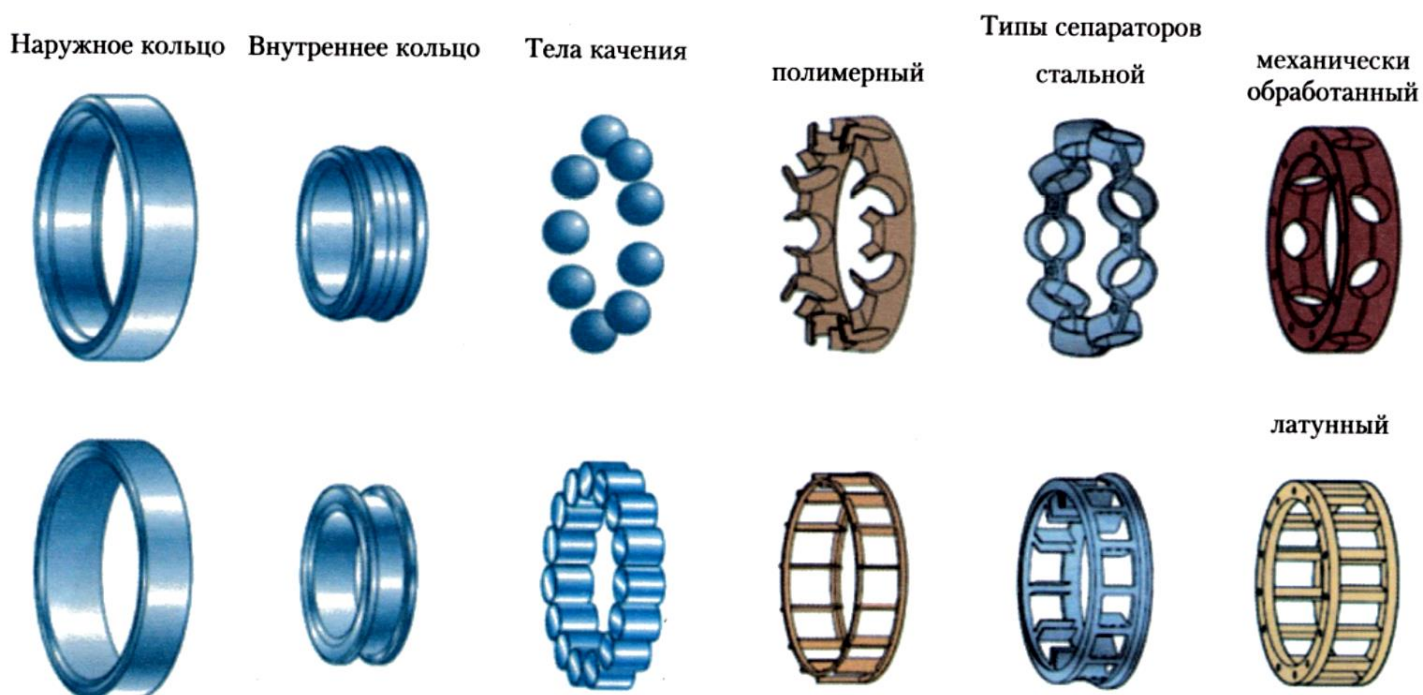 Наружное кольцо
Внутреннее кольцо
Тела качения
Типы сепараторов
полимерный
стальной
механически
обработанный
латунный